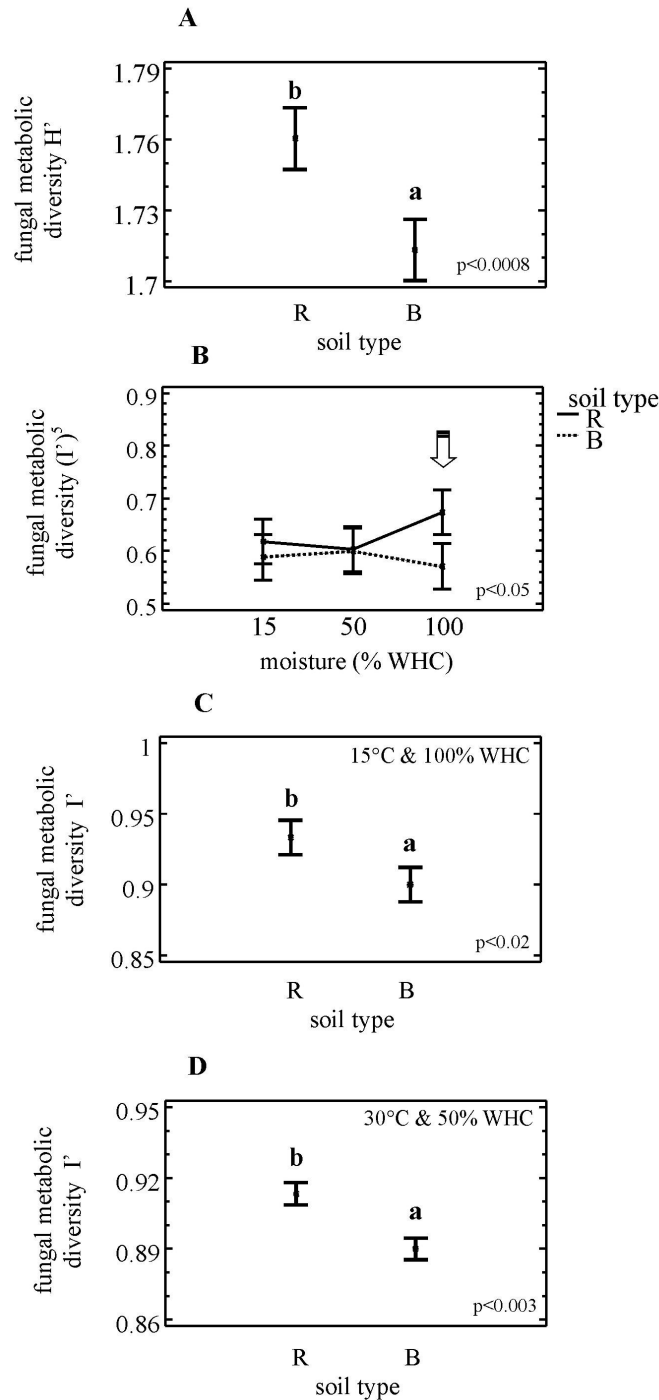 A
fungal metabolic
diversity H'
1.79
1.76
1.73
1.7
b
a
p<0.0008
R B
soil type
B
fungal metabolic
diversity (I')⁵
0.9
0.8
0.7
0.6
0.5
soil type
R
B
p<0.05
15 50 100
moisture (% WHC)
C
fungal metabolic
diversity I'
1
0.95
0.9
0.85
15°C & 100% WHC
b
a
p<0.02
R B
soil type
D
fungal metabolic
diversity I'
0.95
0.92
0.89
0.86
30°C & 50% WHC
b
a
p<0.003
R B
soil type